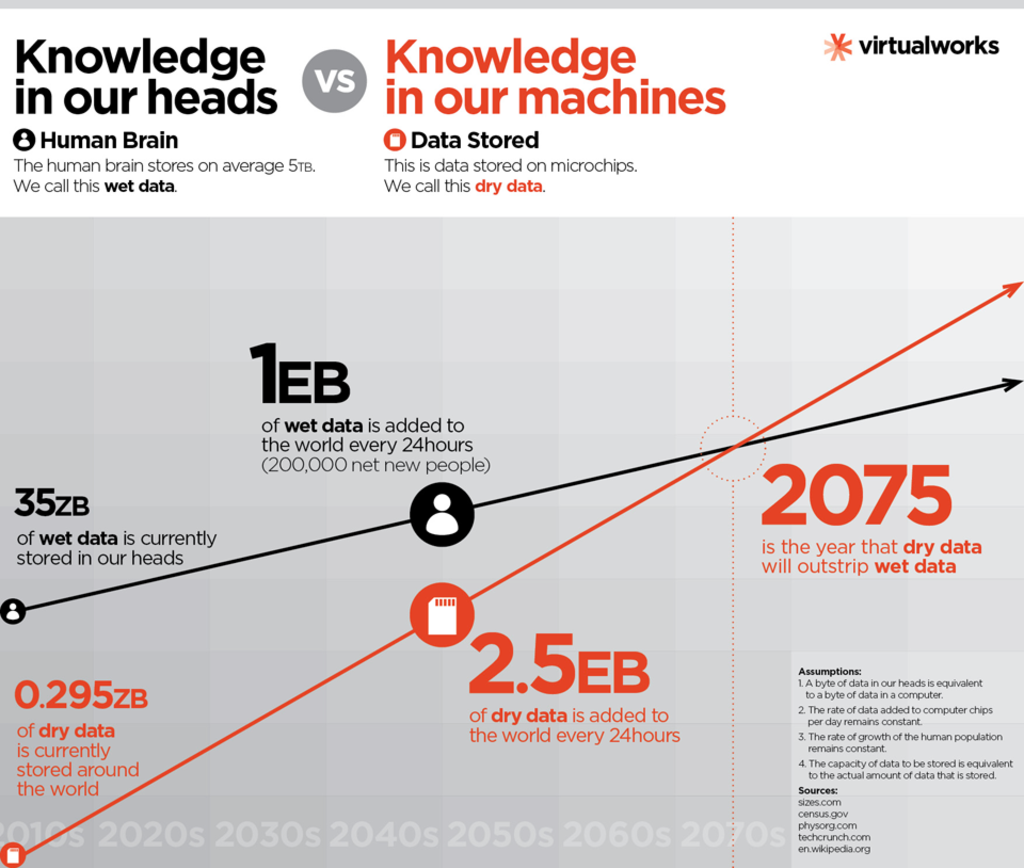 Knowledge
in our heads
VS
Knowledge
in our machines
virtualworks
Human Brain
The human brain stores on average 5TB.
We call this wet data.
Data Stored
This is data stored on microchips.
We call this dry data.
1EB
of wet data is added to
the world every 24hours
(200,000 net new people)
35ZB
of wet data is currently
stored in our heads
2075
is the year that dry data
will outstrip wet data
0.295ZB
of dry data
is currently
stored around
the world
2.5EB
of dry data is added to
the world every 24hours
Assumptions:
1. A byte of data in our heads is equivalent
to a byte of data in a computer.
2. The rate of data added to computer chips
per day remains constant.
3. The rate of growth of the human population
remains constant.
4. The capacity of data to be stored is equivalent
to the actual amount of data that is stored.
Sources:
sizes.com
census.gov
physorg.com
techcrunch.com
en.wikipedia.org
2010s 2020s 2030s 2040s 2050s 2060s 2070s